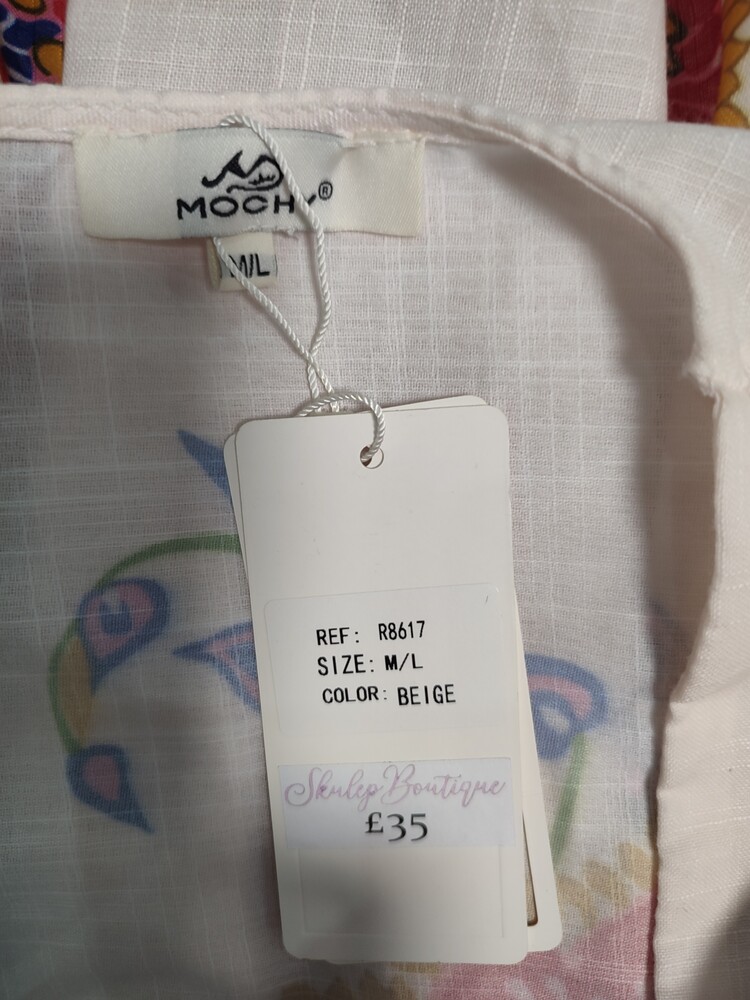 MOCHY®
M/L
REF: R8617
SIZE: M/L
COLOR: BEIGE
Skulep Boutique
£35